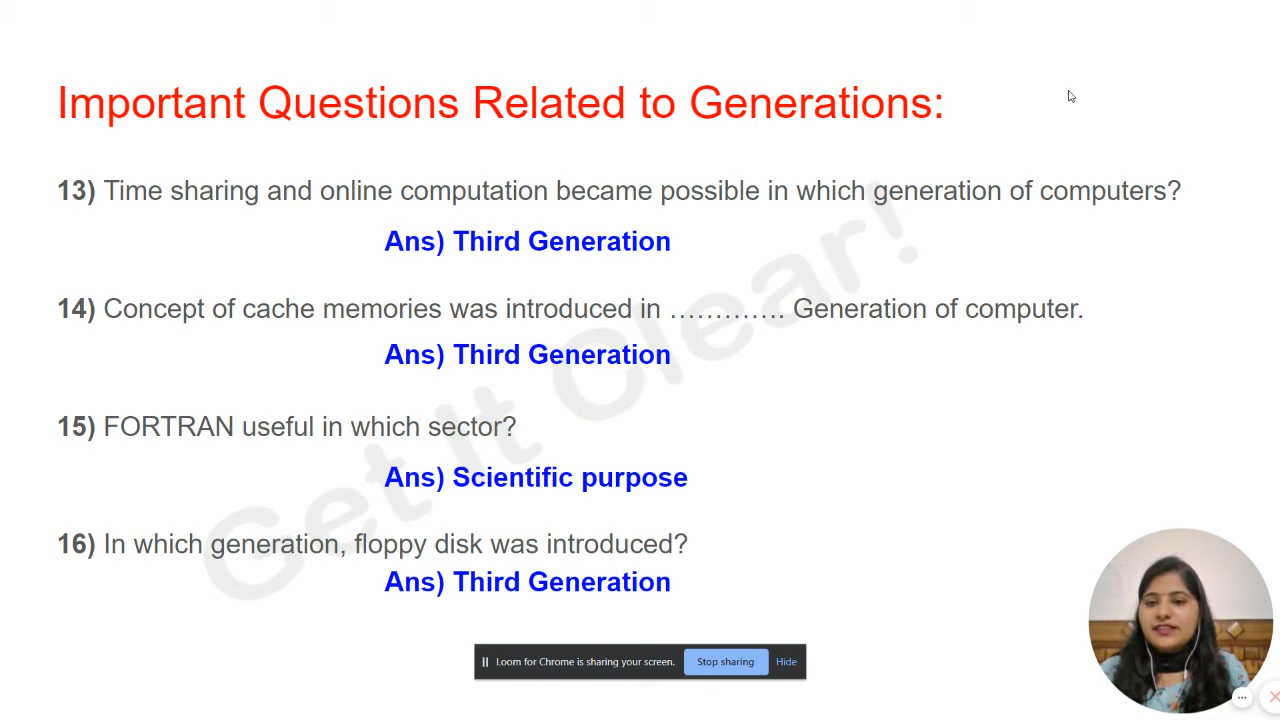 Important Questions Related to Generations:
13) Time sharing and online computation became possible in which generation of computers?
Ans) Third Generation
14) Concept of cache memories was introduced in …………. Generation of computer.
Ans) Third Generation
15) FORTRAN useful in which sector?
Ans) Scientific purpose
16) In which generation, floppy disk was introduced?
Ans) Third Generation
Get It Clear!
Loom for Chrome is sharing your screen. Stop sharing Hide